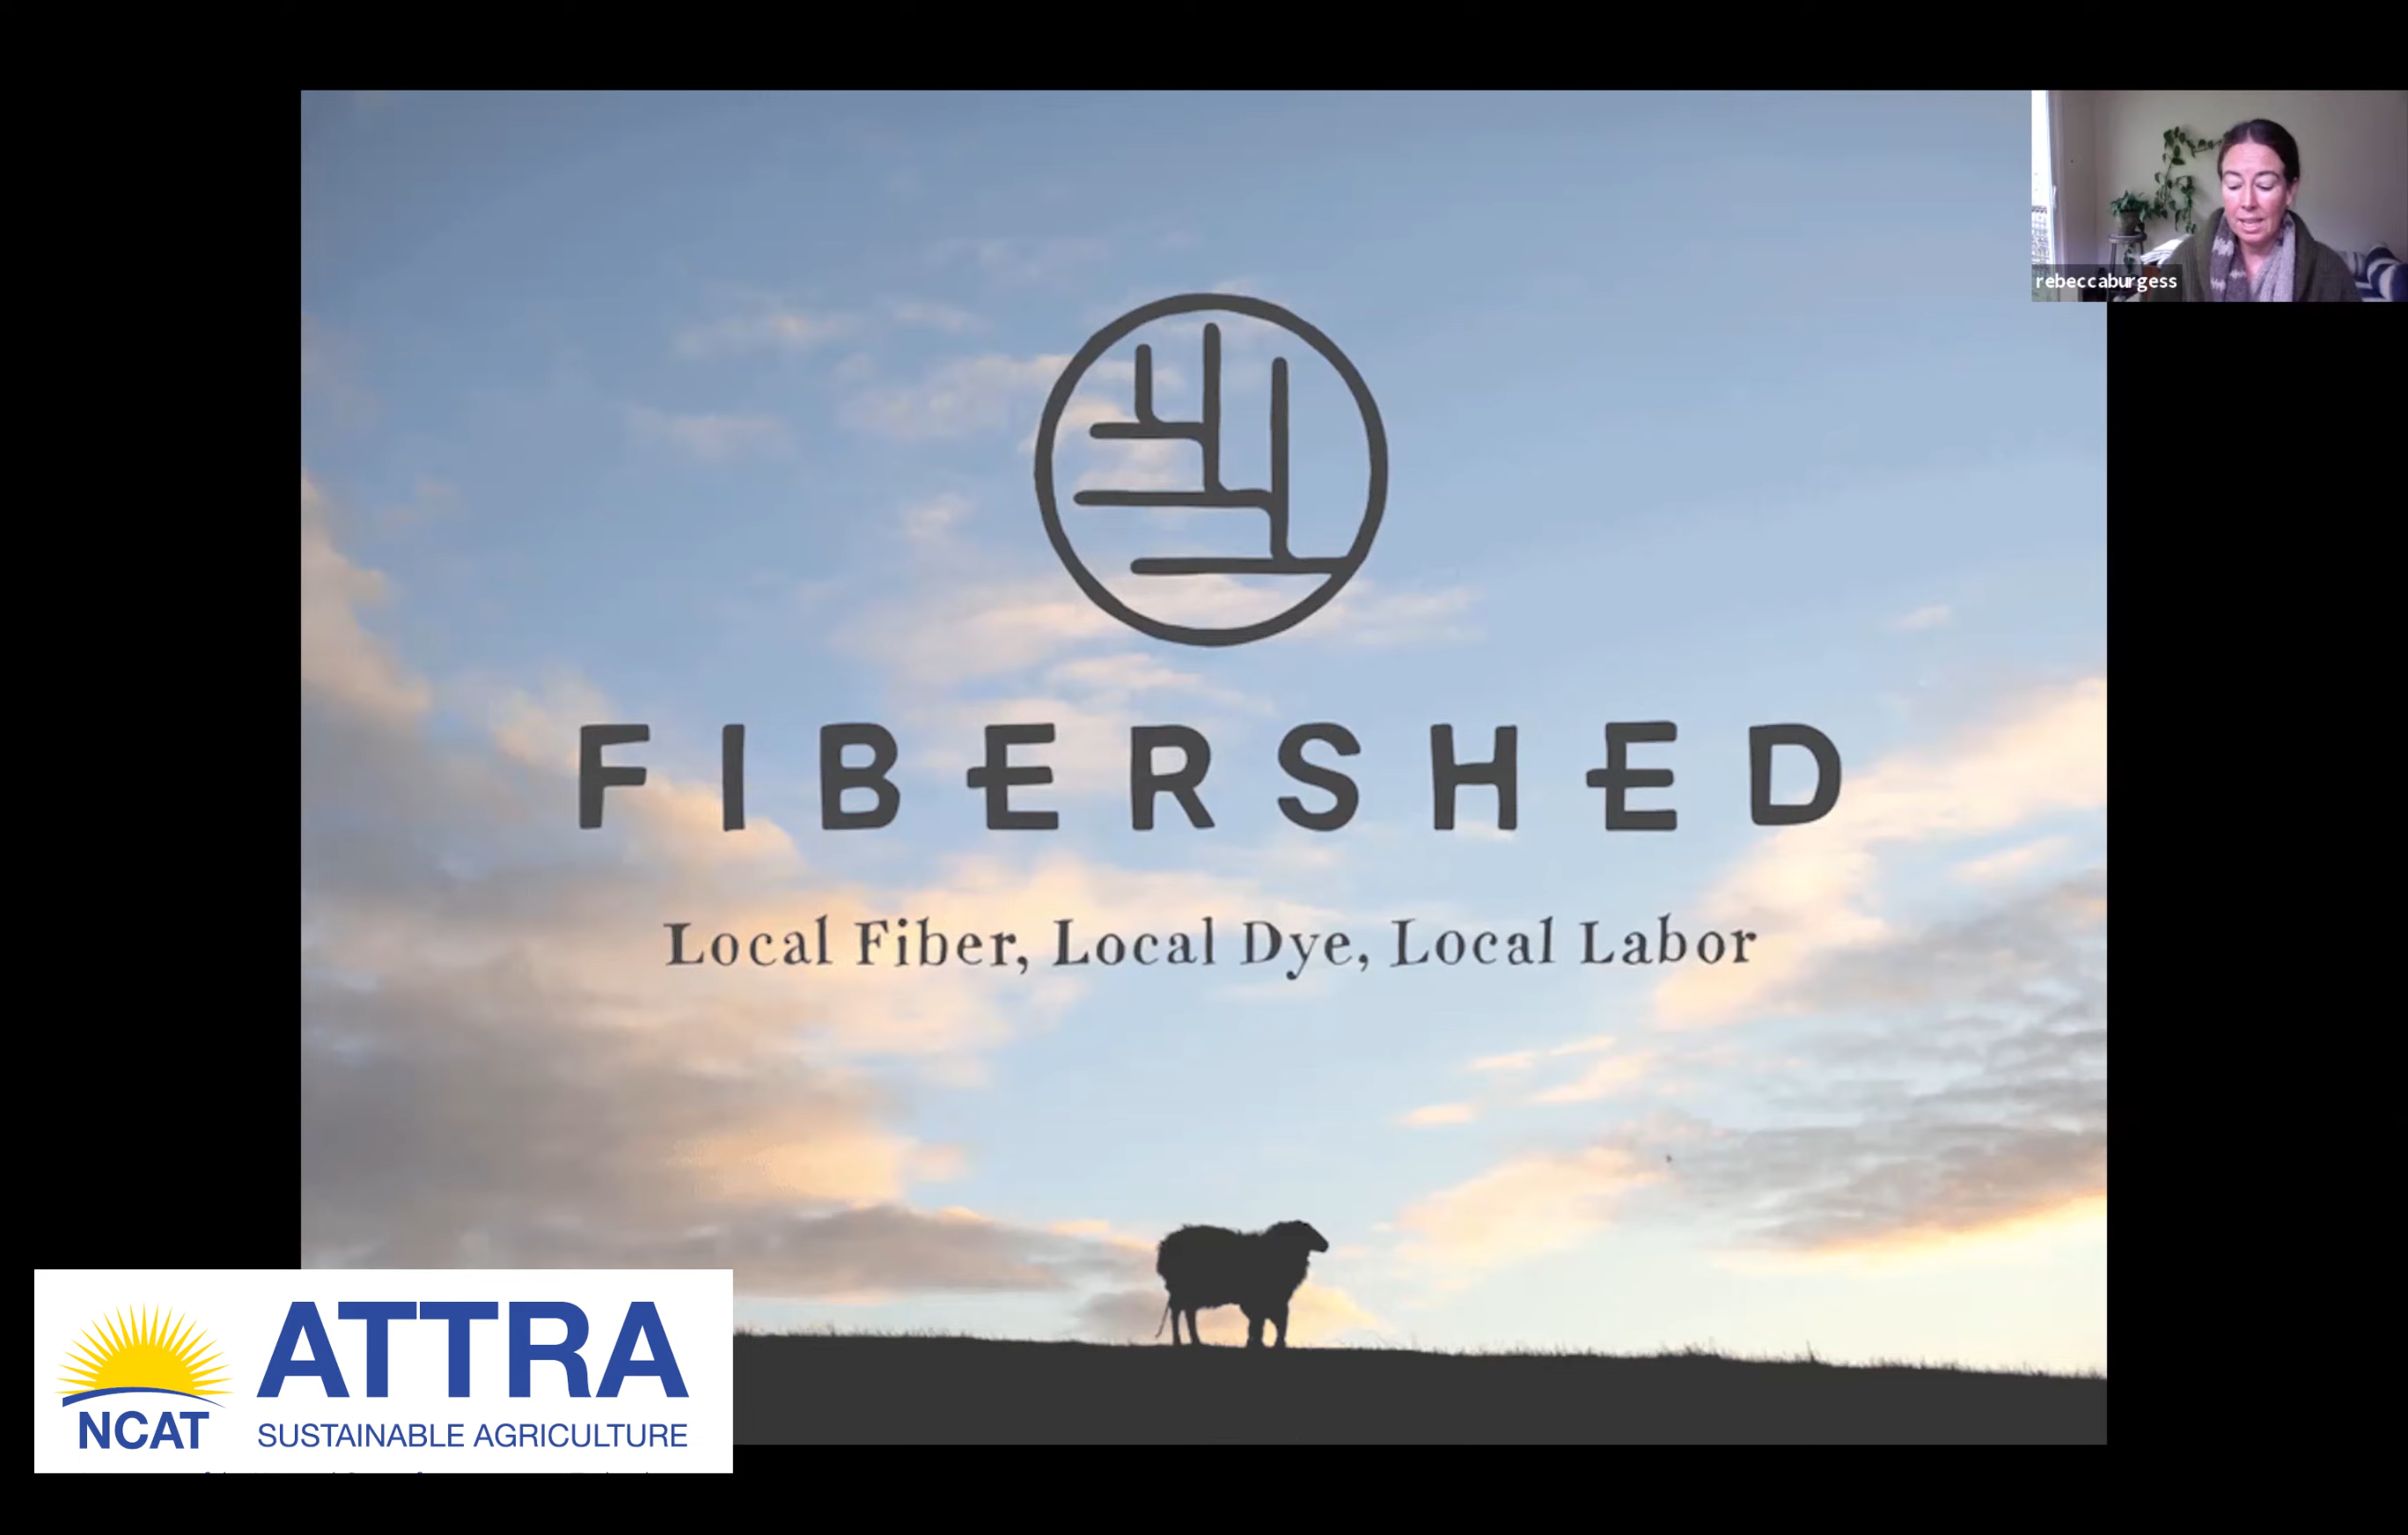 rebeccaburgess
FIBERSHED
Local Fiber, Local Dye, Local Labor
NCAT
ATTRA
SUSTAINABLE AGRICULTURE